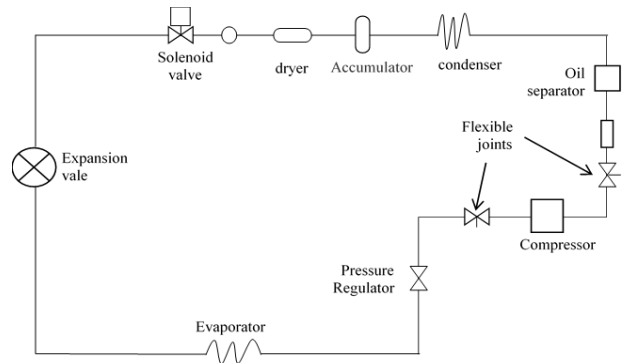 Solenoid
valve
dryer
Accumulator
condenser
Oil
separator
Flexible
joints
Expansion
vale
Compressor
Pressure
Regulator
Evaporator